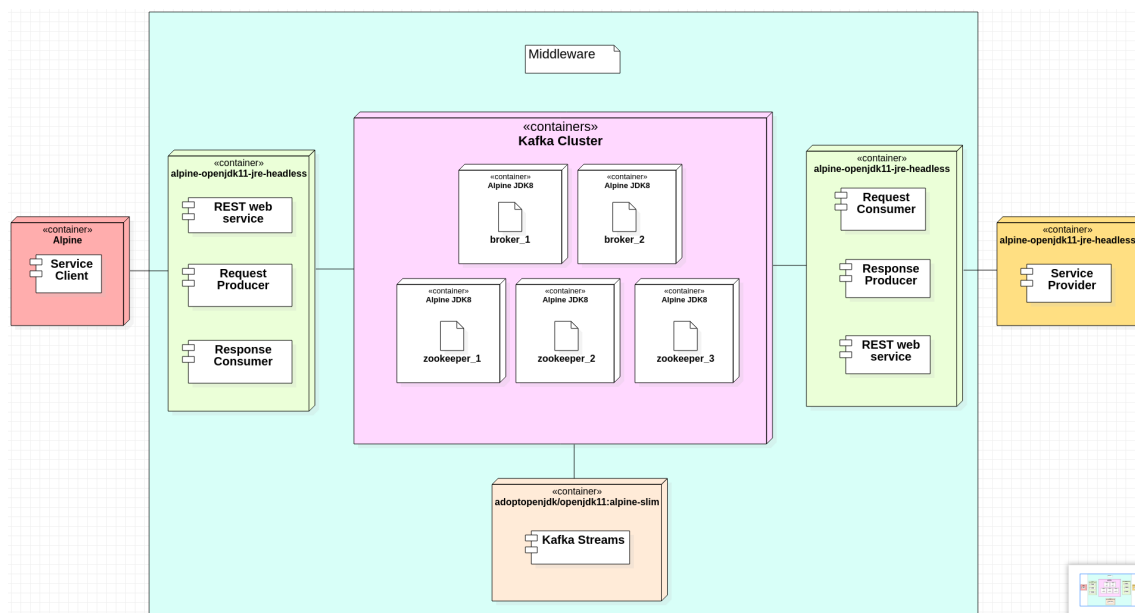 Middleware
«containers»
Kafka Cluster
«container»
alpine-openjdk11-jre-headless
REST web
service
Request
Producer
Response
Consumer
«container»
Alpine
Service
Client
«container»
Alpine JDK8
broker_1
«container»
Alpine JDK8
broker_2
«container»
Alpine JDK8
zookeeper_1
«container»
Alpine JDK8
zookeeper_2
«container»
Alpine JDK8
zookeeper_3
«container»
alpine-openjdk11-jre-headless
Request
Consumer
Response
Producer
REST web
service
«container»
alpine-openjdk11-jre-headless
Service
Provider
«container»
adoptopenjdk/openjdk11:alpine-slim
Kafka Streams